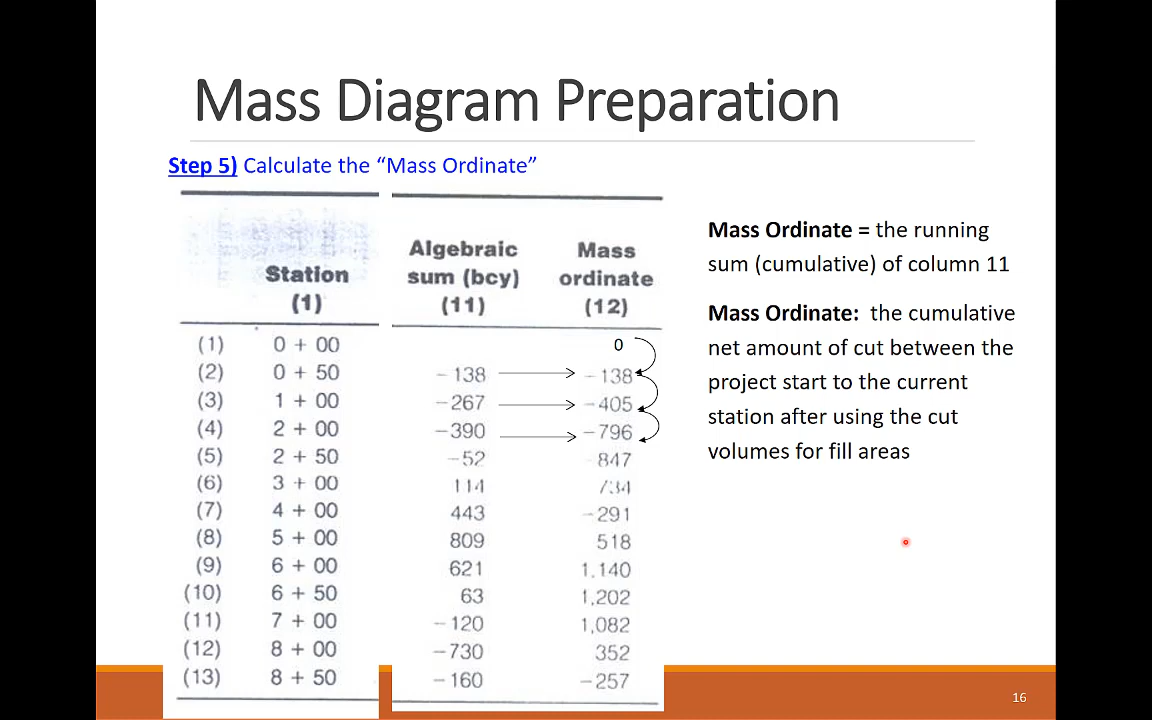 Mass Diagram Preparation
Step 5) Calculate the “Mass Ordinate”
Station (1) Algebraic sum (bcy) (11) Mass ordinate (12)
(1) 0 + 00 0
(2) 0 + 50 -138 -138
(3) 1 + 00 -267 -405
(4) 2 + 00 -390 -796
(5) 2 + 50 -52 847
(6) 3 + 00 114
(7) 4 + 00 443 -291
(8) 5 + 00 809 518
(9) 6 + 00 621 1,140
(10) 6 + 50 63 1,202
(11) 7 + 00 -120 1,082
(12) 8 + 00 -730 352
(13) 8 + 50 -160 -257
Mass Ordinate = the running
sum (cumulative) of column 11
Mass Ordinate: the cumulative
net amount of cut between the
project start to the current
station after using the cut
volumes for fill areas
16